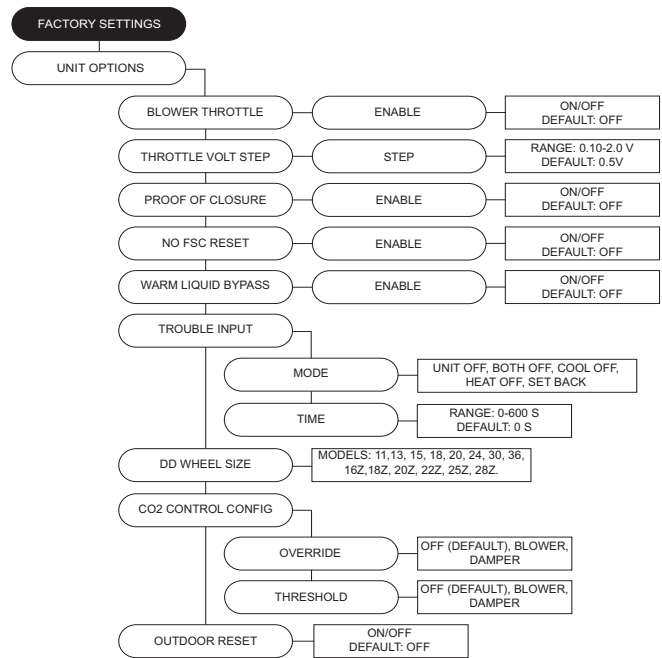 FACTORY SETTINGS
UNIT OPTIONS
BLOWER THROTTLE
ENABLE
ON/OFF
DEFAULT: OFF
THROTTLE VOLT STEP
STEP
RANGE: 0.10-2.0 V
DEFAULT: 0.5V
PROOF OF CLOSURE
ENABLE
ON/OFF
DEFAULT: OFF
NO FSC RESET
ENABLE
ON/OFF
DEFAULT: OFF
WARM LIQUID BYPASS
ENABLE
ON/OFF
DEFAULT: OFF
TROUBLE INPUT
MODE
UNIT OFF, BOTH OFF, COOL OFF,
HEAT OFF, SET BACK
TIME
RANGE: 0-600 S
DEFAULT: 0 S
DD WHEEL SIZE
MODELS: 11,13, 15, 18, 20, 24, 30, 36,
16Z,18Z, 20Z, 22Z, 25Z, 28Z.
CO2 CONTROL CONFIG
OVERRIDE
OFF (DEFAULT), BLOWER,
DAMPER
THRESHOLD
OFF (DEFAULT), BLOWER,
DAMPER
OUTDOOR RESET
ON/OFF
DEFAULT: OFF